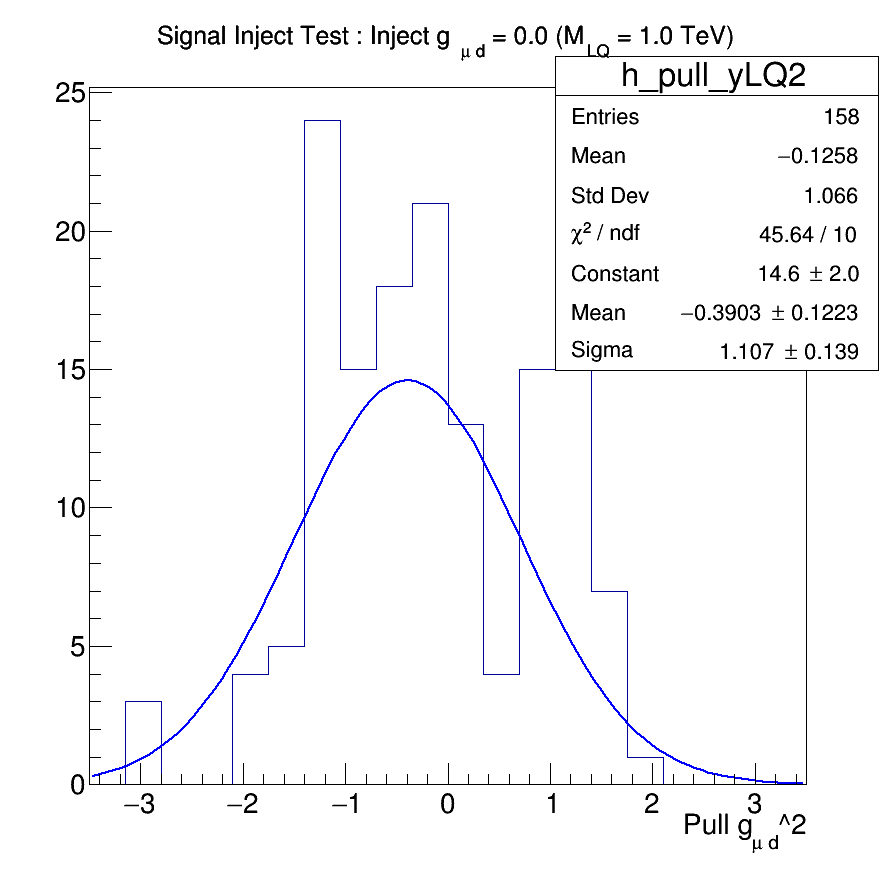 Signal Inject Test : Inject g μ d = 0.0 (M LQ = 1.0 TeV)
h_pull_yLQ2
Entries 158
Mean −0.1258
Std Dev 1.066
χ² / ndf 45.64 / 10
Constant 14.6 ± 2.0
Mean −0.3903 ± 0.1223
Sigma 1.107 ± 0.139
25
20
15
10
5
0
−3 −2 −1 0 1 2 3
Pull g μ d^2